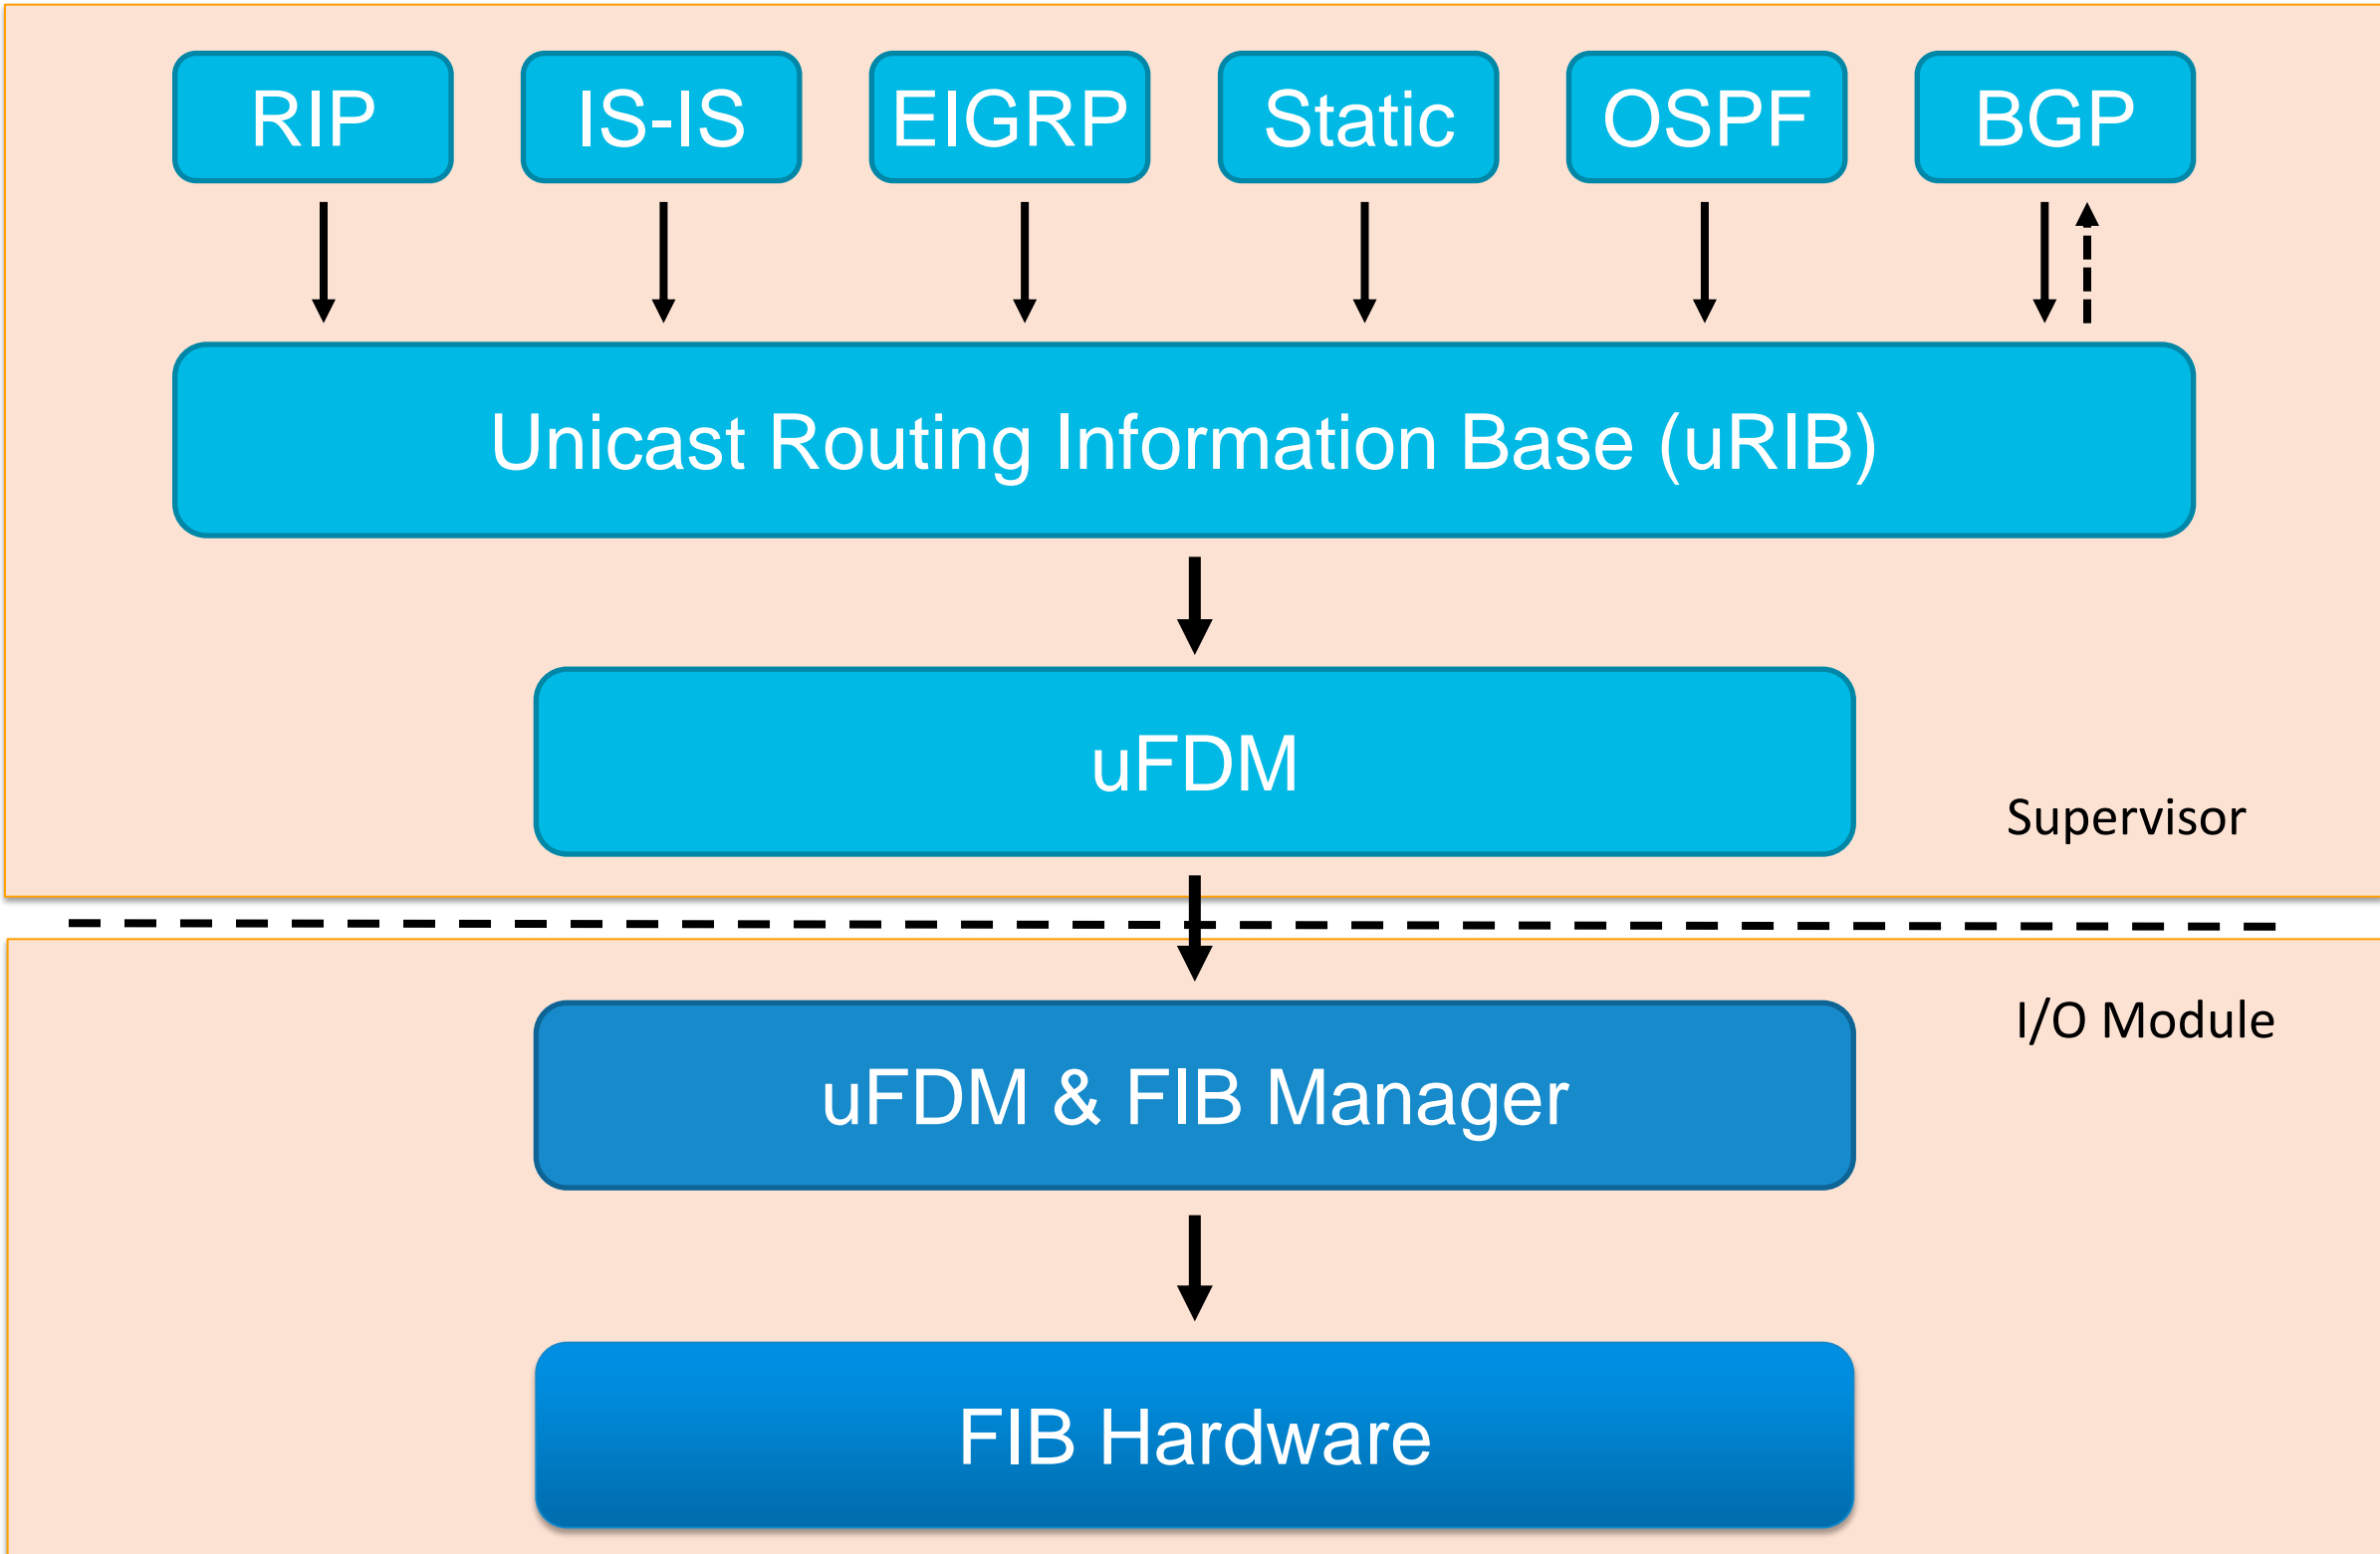 RIP
IS-IS
EIGRP
Static
OSPF
BGP
Unicast Routing Information Base (uRIB)
uFDM
Supervisor
I/O Module
uFDM & FIB Manager
FIB Hardware